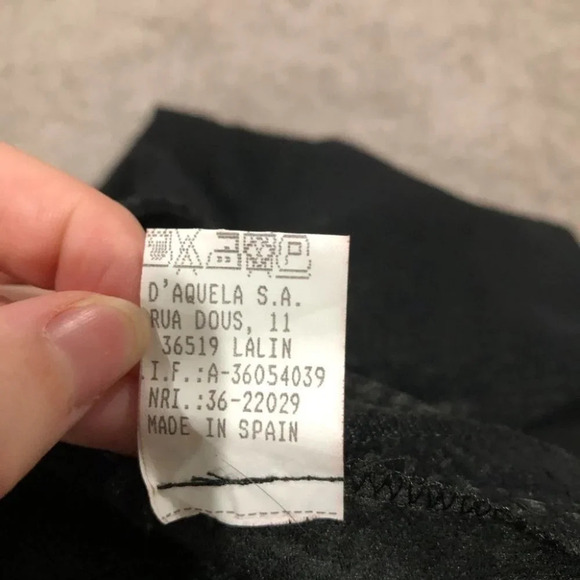 D'AQUELA S.A.
RUA DOUS, 11
36519 LALIN
.I.F.:A-36054039
NRI.:36-22029
MADE IN SPAIN